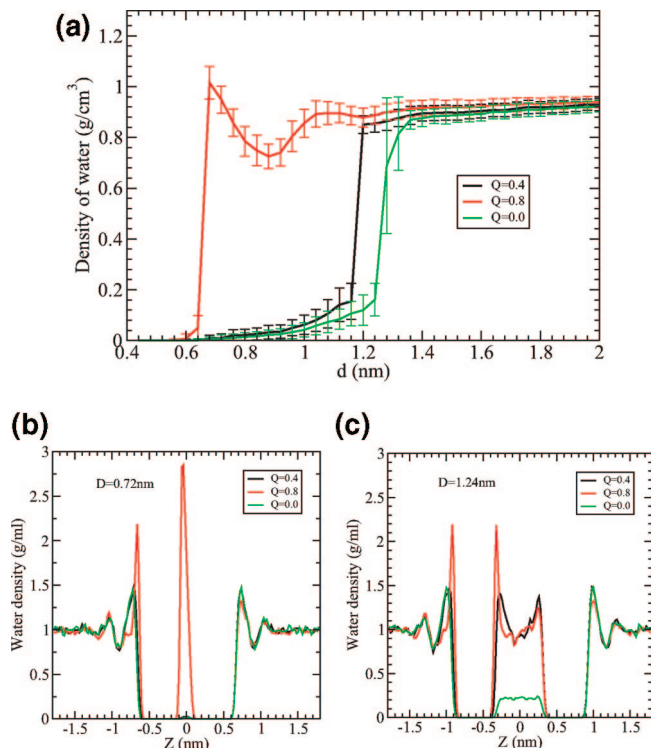 (a)
Density of water (g/cm3)
1.2
1
0.8
0.6
0.4
0.2
0
Q=0.4
Q=0.8
Q=0.0
0.4 0.6 0.8 1 1.2 1.4 1.6 1.8 2
d (nm)
(b)
Water density (g/ml)
3
2.5
2
1.5
1
0.5
0
D=0.72nm
Q=0.4
Q=0.8
Q=0.0
-1.5 -1 -0.5 0 0.5 1 1.5
Z (nm)
(c)
Water density (g/ml)
3
2.5
2
1.5
1
0.5
0
D=1.24nm
Q=0.4
Q=0.8
Q=0.0
-1.5 -1 -0.5 0 0.5 1 1.5
Z (nm)